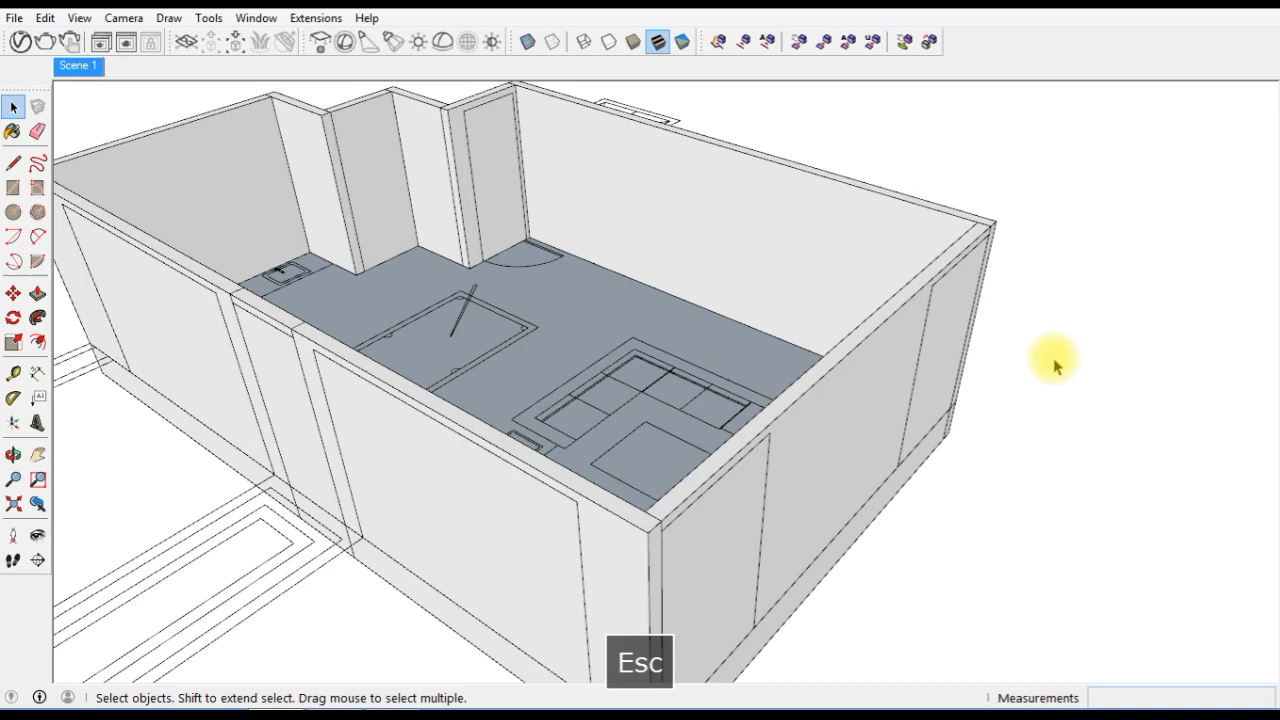 File Edit View Camera Draw Tools Window Extensions Help
Scene 1
Esc
Select objects. Shift to extend select. Drag mouse to select multiple.
Measurements